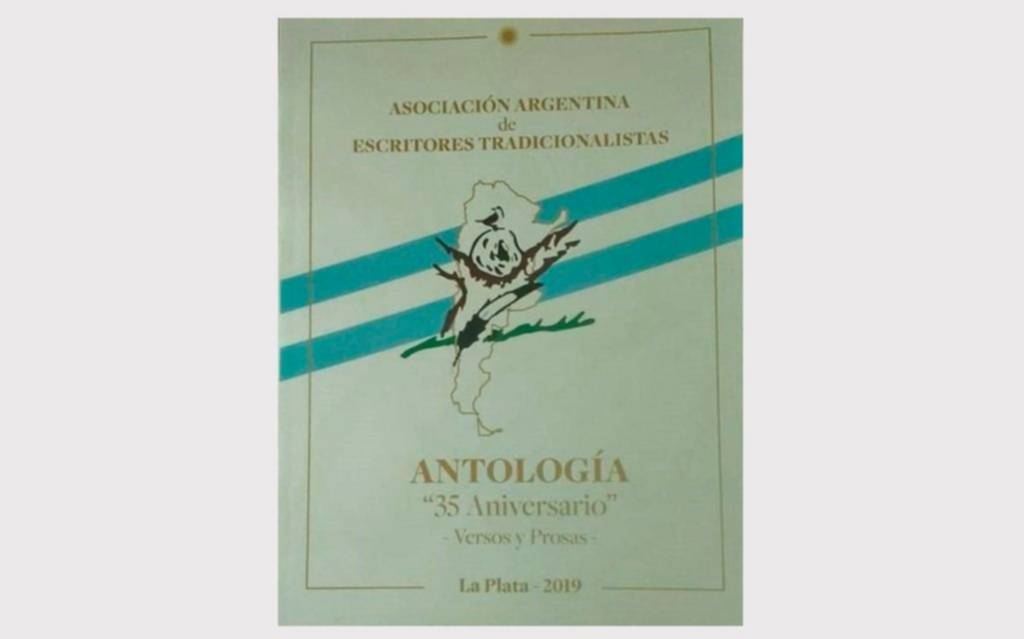 ASOCIACIÓN ARGENTINA
de
ESCRITORES TRADICIONALISTAS
ANTOLOGÍA
“35 Aniversario”
- Versos y Prosas -
La Plata - 2019